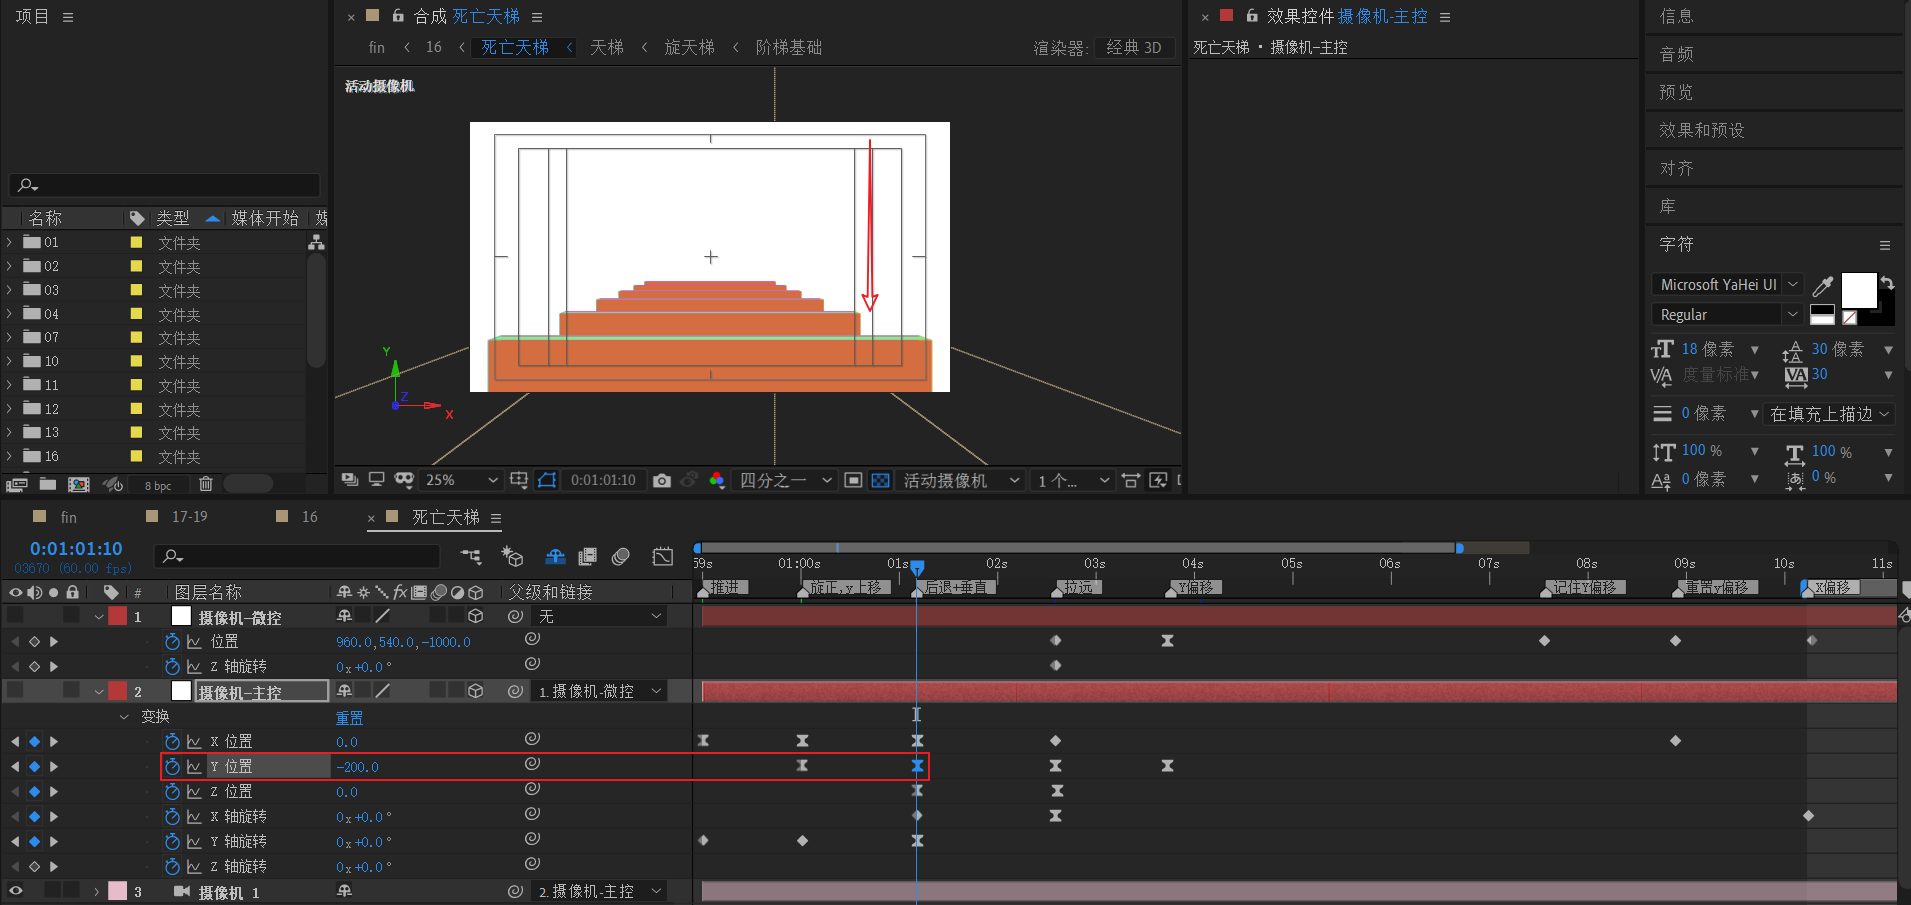 项目
合成 死亡天梯
效果控件 摄像机-主控
信息
fin
16
死亡天梯
天梯
旋天梯
阶梯基础
渲染器:
经典 3D
死亡天梯 • 摄像机-主控
音频
活动摄像机
预览
效果和预设
对齐
库
字符
名称
类型
媒体开始
媒
01
文件夹
02
文件夹
03
文件夹
04
文件夹
07
文件夹
10
文件夹
11
文件夹
12
文件夹
13
文件夹
16
文件夹
Y
Z
X
Microsoft YaHei UI
Regular
18 像素
30 像素
度量标准
30
0 像素
在填充上描边
100 %
100 %
0 像素
0 %
8 bpc
25%
0:01:01:10
四分之一
活动摄像机
1 个...
fin
17-19
16
死亡天梯
0:01:01:10
03670 (60.00 fps)
59s
01:00s
01s
02s
03s
04s
05s
06s
07s
08s
09s
10s
11s
推进
旋正,y上移
后退+垂直
拉远
Y偏移
记住Y偏移
重置y偏移
X偏移
#
图层名称
父级和链接
1
摄像机-微控
无
位置
960.0,540.0,-1000.0
Z 轴旋转
0x+0.0°
2
摄像机-主控
1.摄像机-微控
变换
重置
X 位置
0.0
Y 位置
-200.0
Z 位置
0.0
X 轴旋转
0x+0.0°
Y 轴旋转
0x+0.0°
Z 轴旋转
0x+0.0°
3
摄像机 1
2.摄像机-主控